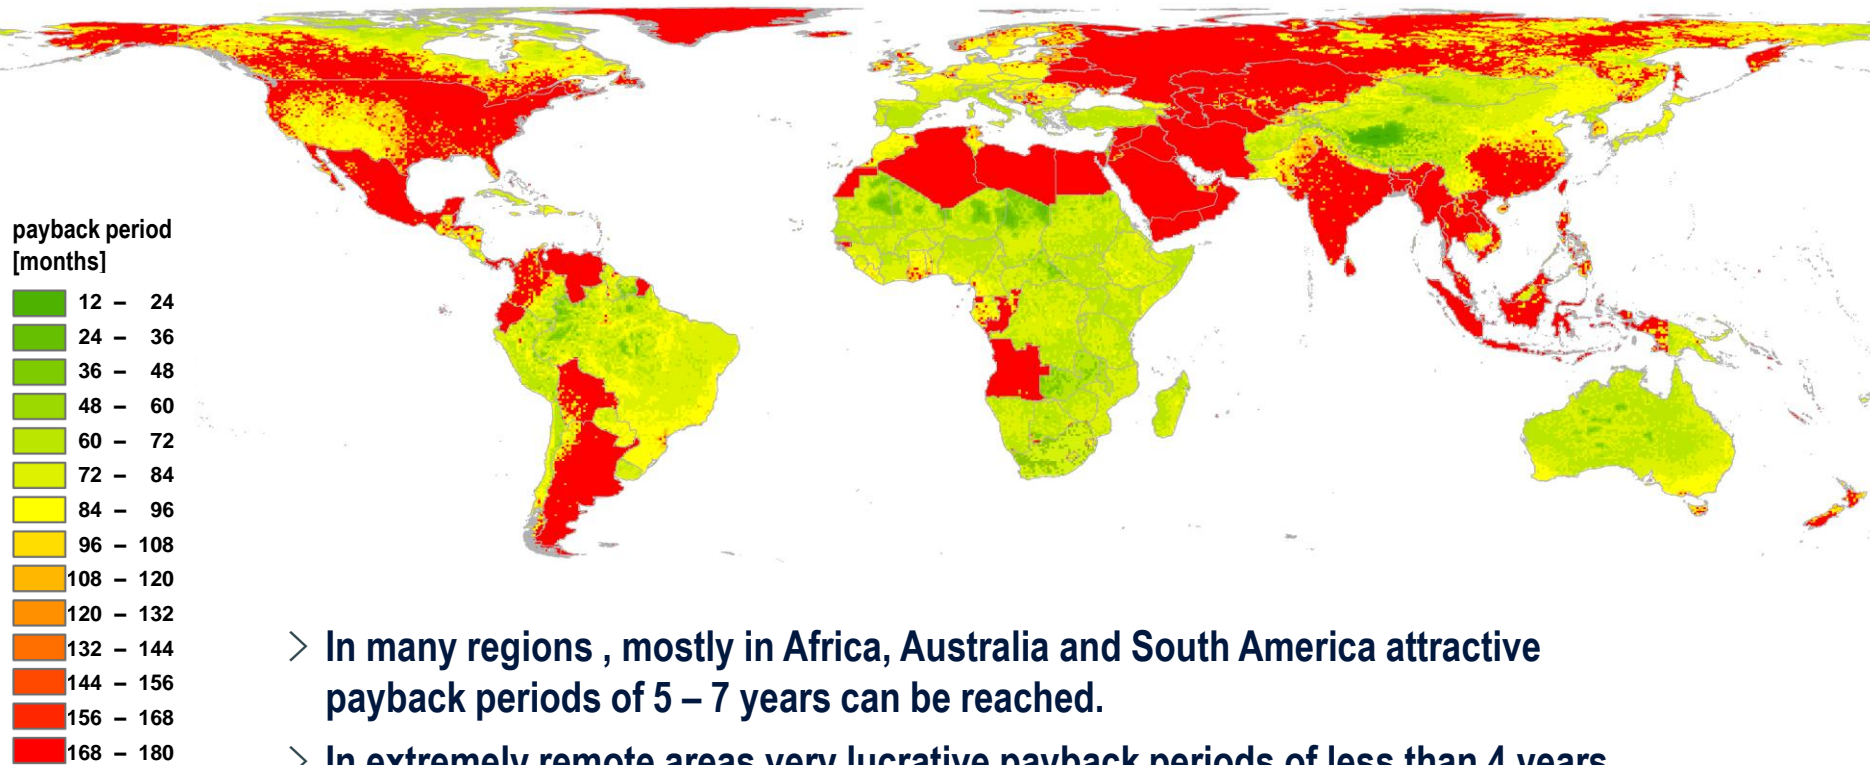 payback period
[months]
12 – 24
24 – 36
36 – 48
48 – 60
60 – 72
72 – 84
84 – 96
96 – 108
108 – 120
120 – 132
132 – 144
144 – 156
156 – 168
168 – 180
> In many regions , mostly in Africa, Australia and South America attractive
payback periods of 5 – 7 years can be reached.
> In extremely remote areas very lucrative payback periods of less than 4 years